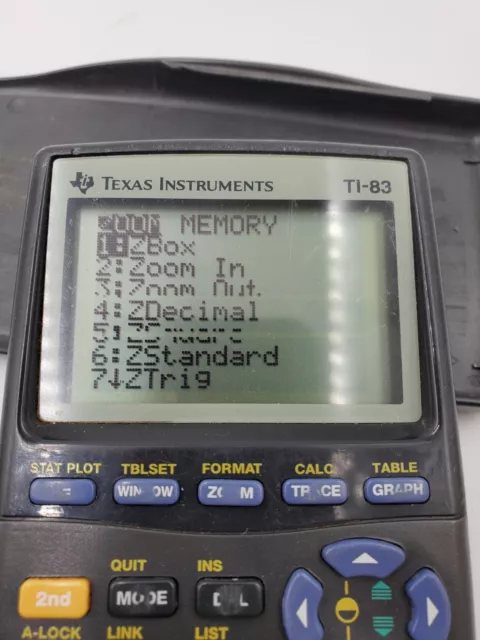 TEXAS INSTRUMENTS TI-83
ZOOM MEMORY
1:ZBox
2:Zoom In
3:Zoom Out
4:ZDecimal
5:ZSquare
6:ZStandard
7↓ZTrig
STAT PLOT TBLSET FORMAT CALC TABLE
WINDOW ZOOM TRACE GRAPH
QUIT INS
2nd MODE DEL
A-LOCK LINK LIST